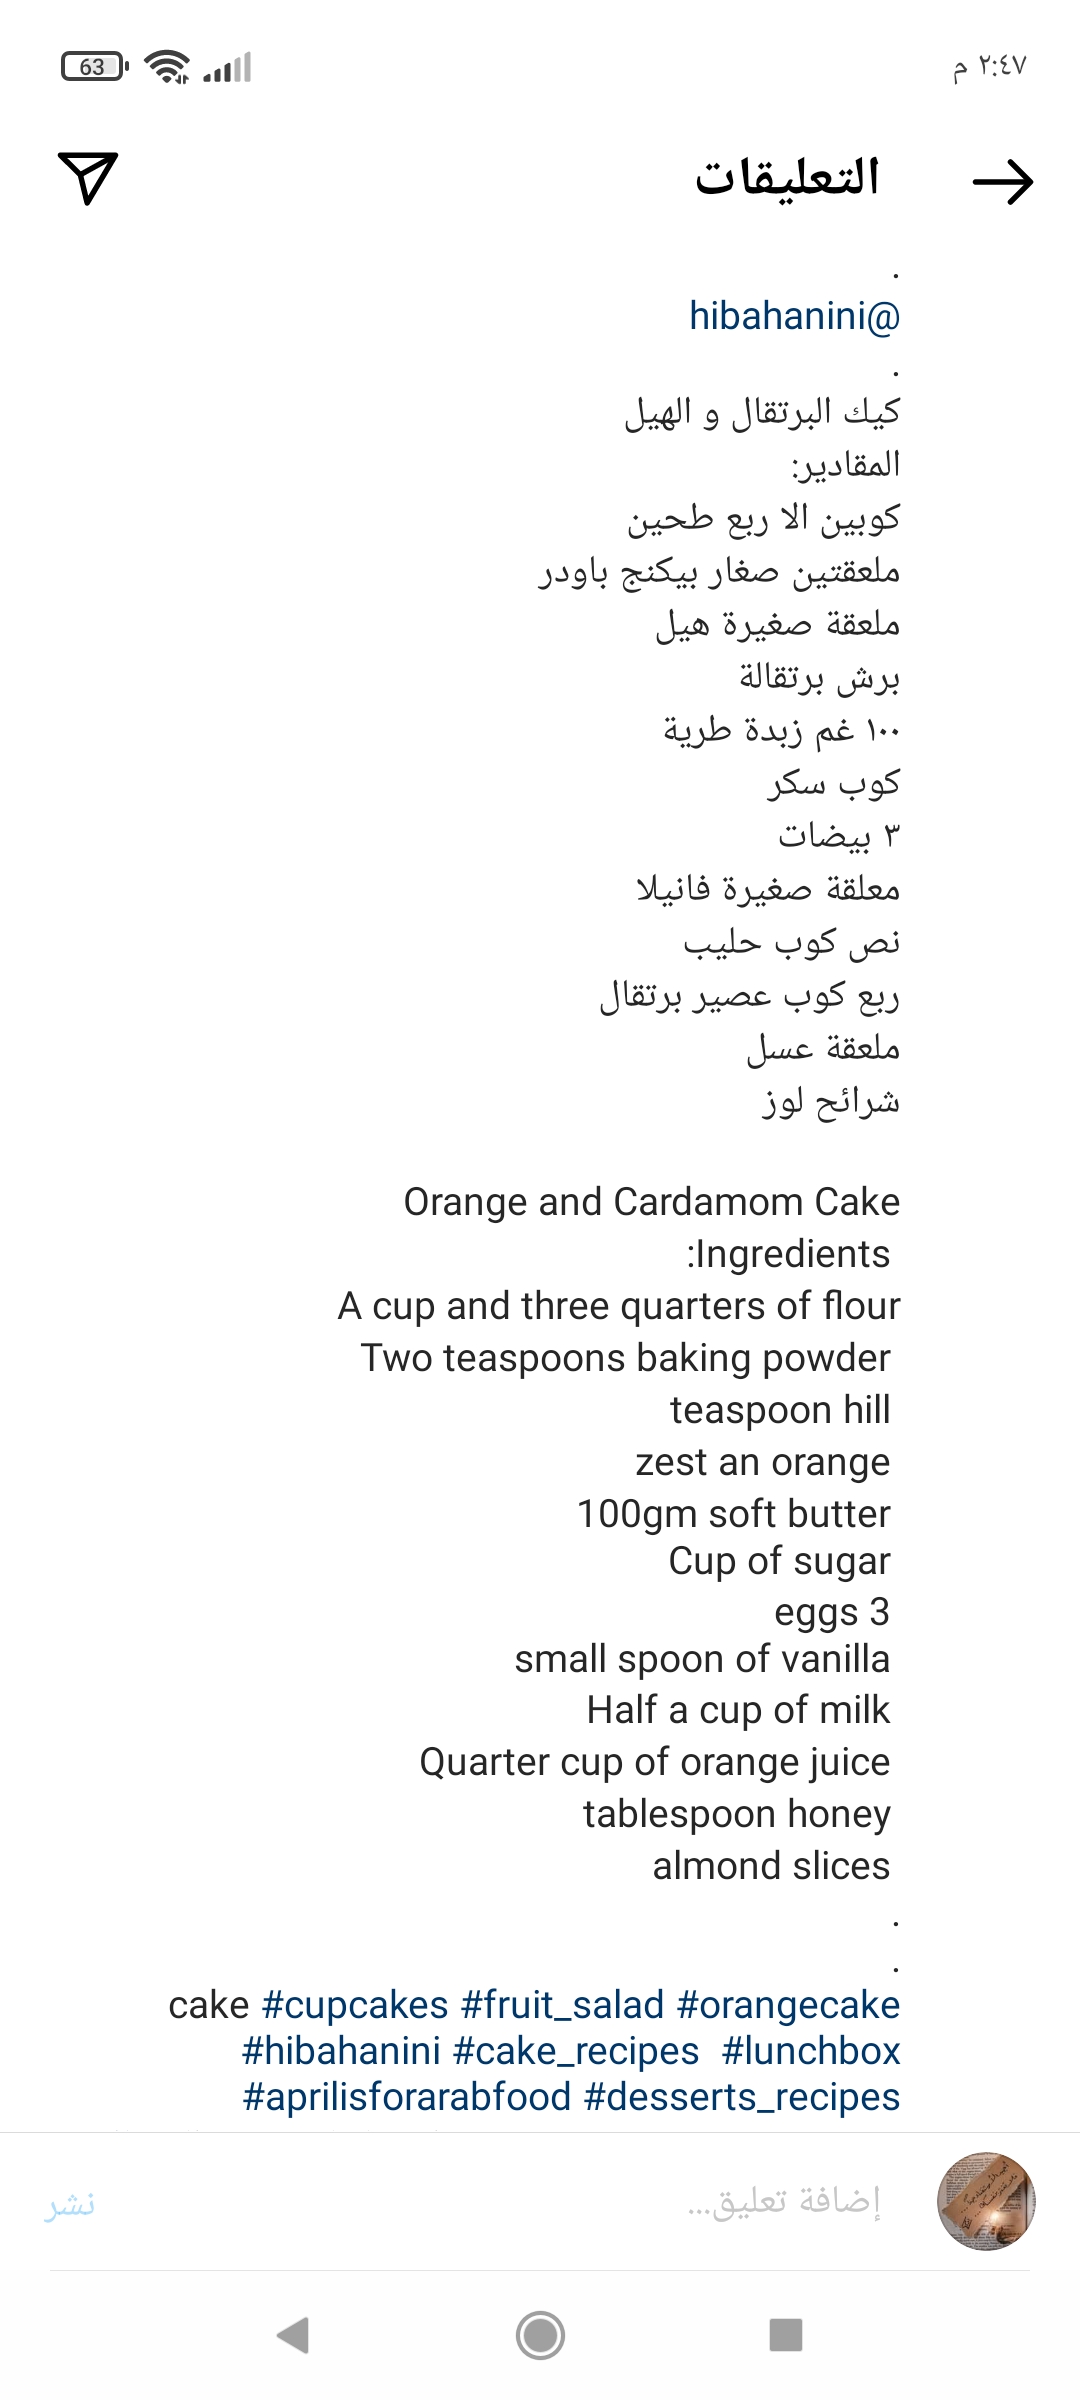 63
٢:٤٧ م
التعليقات
.
@hibahanini
.
كيك البرتقال و الهيل
المقادير:
كوبين الا ربع طحين
ملعقتين صغار بيكنج باودر
ملعقة صغيرة هيل
برش برتقالة
١٠٠ غم زبدة طرية
كوب سكر
٣ بيضات
معلقة صغيرة فانيلا
نص كوب حليب
ربع كوب عصير برتقال
ملعقة عسل
شرائح لوز
Orange and Cardamom Cake
Ingredients:
A cup and three quarters of flour
Two teaspoons baking powder
teaspoon hill
zest an orange
100gm soft butter
Cup of sugar
3 eggs
small spoon of vanilla
Half a cup of milk
Quarter cup of orange juice
tablespoon honey
almond slices
.
.
cake #cupcakes #fruit_salad #orangecake
#hibahanini #cake_recipes #lunchbox
#aprilisforarabfood #desserts_recipes
إضافة تعليق...
نشر